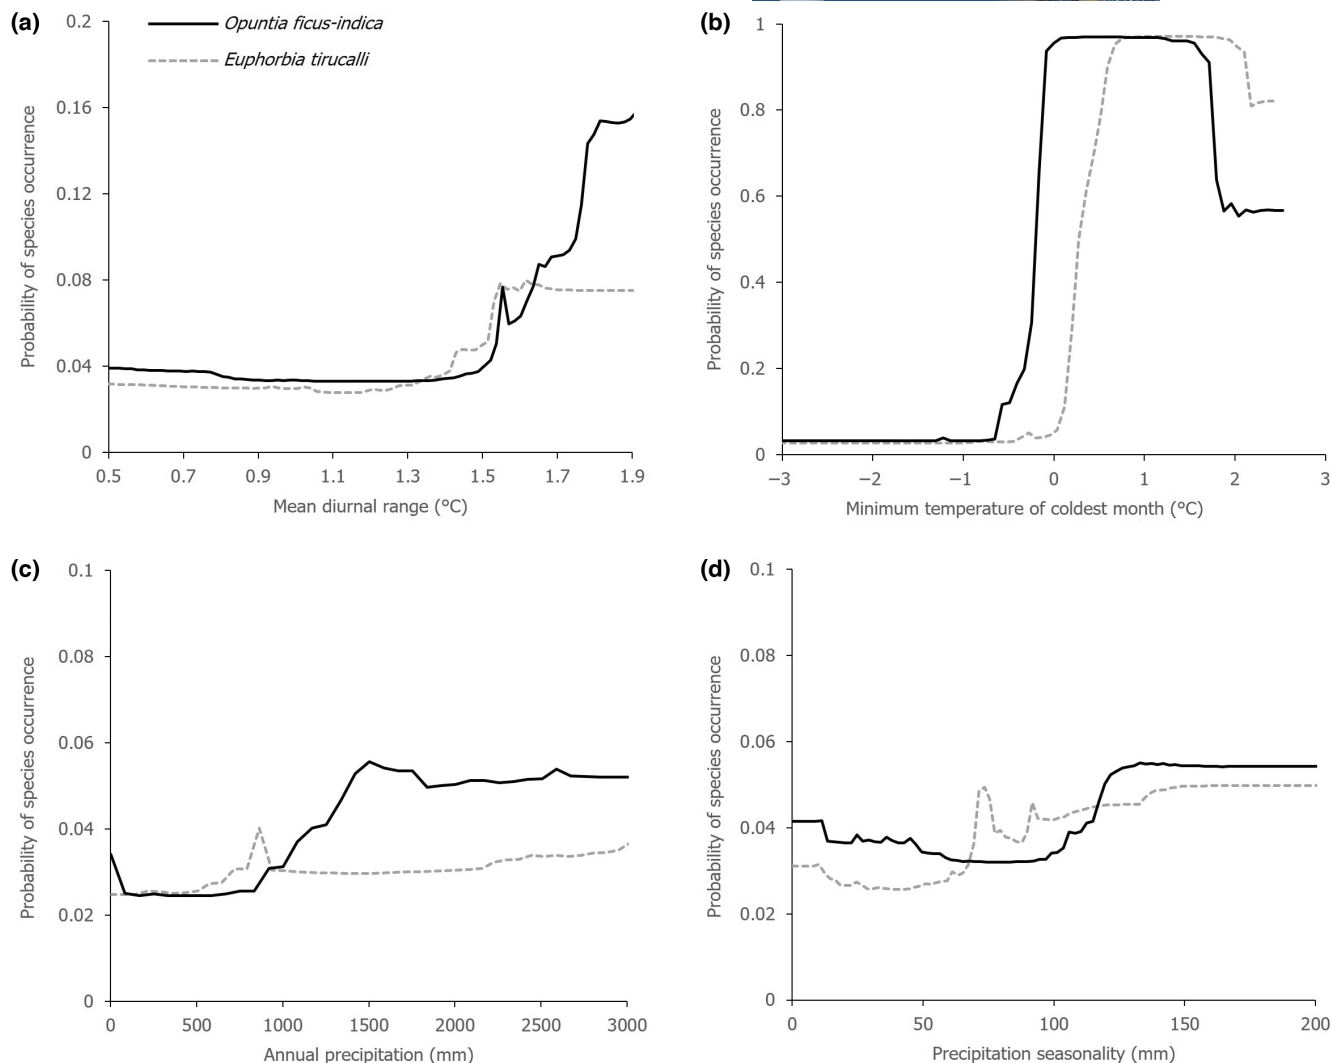 (a)
Opuntia ficus-indica
Euphorbia tirucalli
Probability of species occurrence
0.2
0.16
0.12
0.08
0.04
0
0.5 0.7 0.9 1.1 1.3 1.5 1.7 1.9
Mean diurnal range (°C)
(b)
Probability of species occurrence
1
0.8
0.6
0.4
0.2
0
−3 −2 −1 0 1 2 3
Minimum temperature of coldest month (°C)
(c)
Probability of species occurrence
0.1
0.08
0.06
0.04
0.02
0
0 500 1000 1500 2000 2500 3000
Annual precipitation (mm)
(d)
Probability of species occurrence
0.1
0.08
0.06
0.04
0.02
0
0 50 100 150 200
Precipitation seasonality (mm)